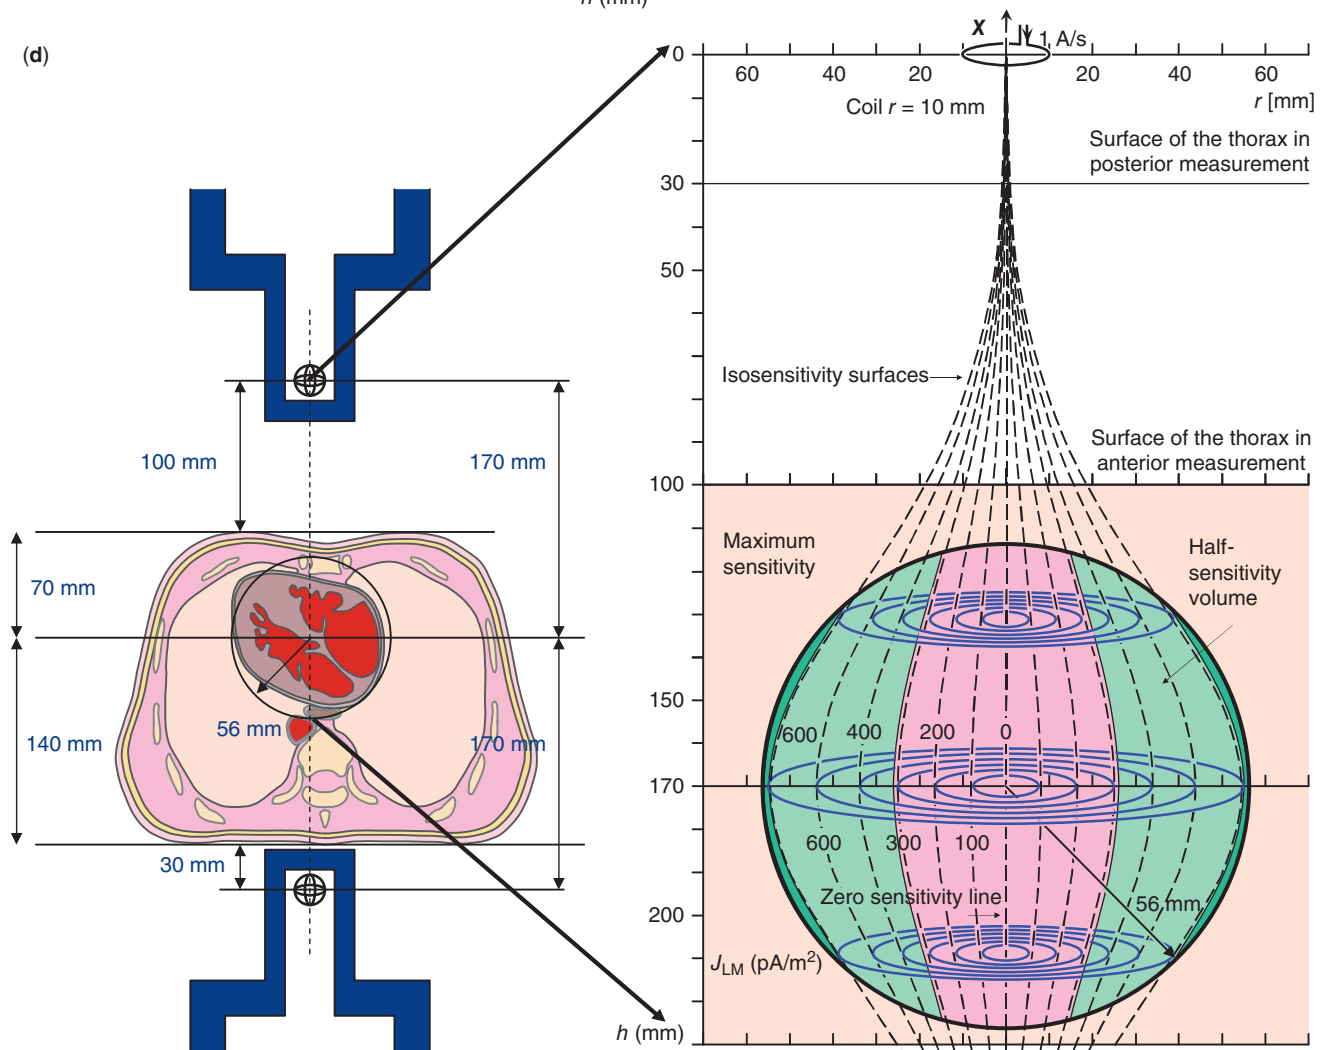 h (mm)
(d)
X
1 A/s
0
60
40
20
20
40
60
r [mm]
Coil r = 10 mm
Surface of the thorax in
posterior measurement
30
50
Isosensitivity surfaces
Surface of the thorax in
anterior measurement
100
Maximum
sensitivity
Half-
sensitivity
volume
150
600
400
200
0
170
600
300
100
Zero sensitivity line
56 mm
200
JLM (pA/m²)
h (mm)
100 mm
170 mm
70 mm
56 mm
140 mm
170 mm
30 mm